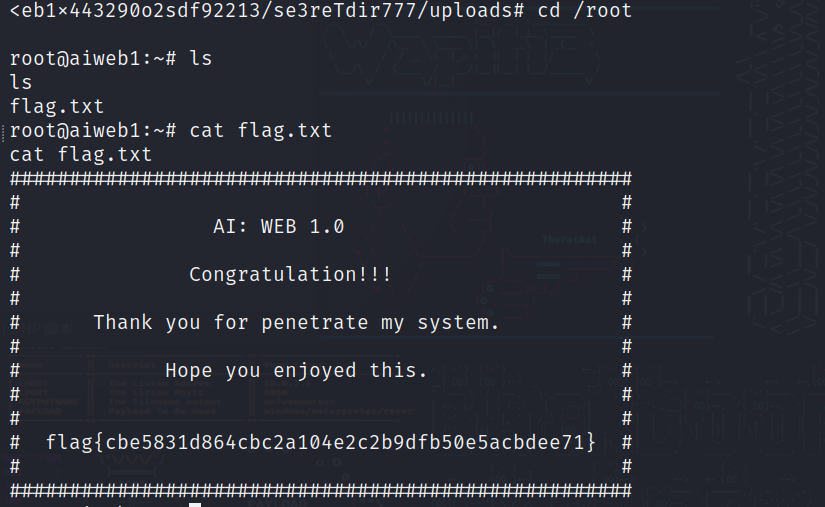 <eb1×443290o2sdf92213/se3reTdir777/uploads# cd /root
root@aiweb1:~# ls
ls
flag.txt
root@aiweb1:~# cat flag.txt
cat flag.txt
####################################################
# #
# AI: WEB 1.0 #
# #
# Congratulation!!! #
# #
# Thank you for penetrate my system. #
# #
# Hope you enjoyed this. #
# #
# #
# flag{cbe5831d864cbc2a104e2c2b9dfb50e5acbdee71} #
# #
####################################################